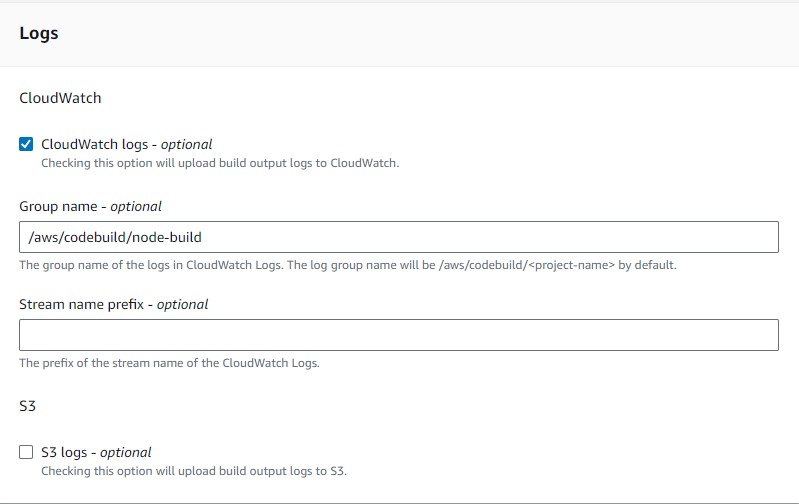 Logs
CloudWatch
CloudWatch logs - optional
Checking this option will upload build output logs to CloudWatch.
Group name - optional
/aws/codebuild/node-build
The group name of the logs in CloudWatch Logs. The log group name will be /aws/codebuild/<project-name> by default.
Stream name prefix - optional
The prefix of the stream name of the CloudWatch Logs.
S3
S3 logs - optional
Checking this option will upload build output logs to S3.